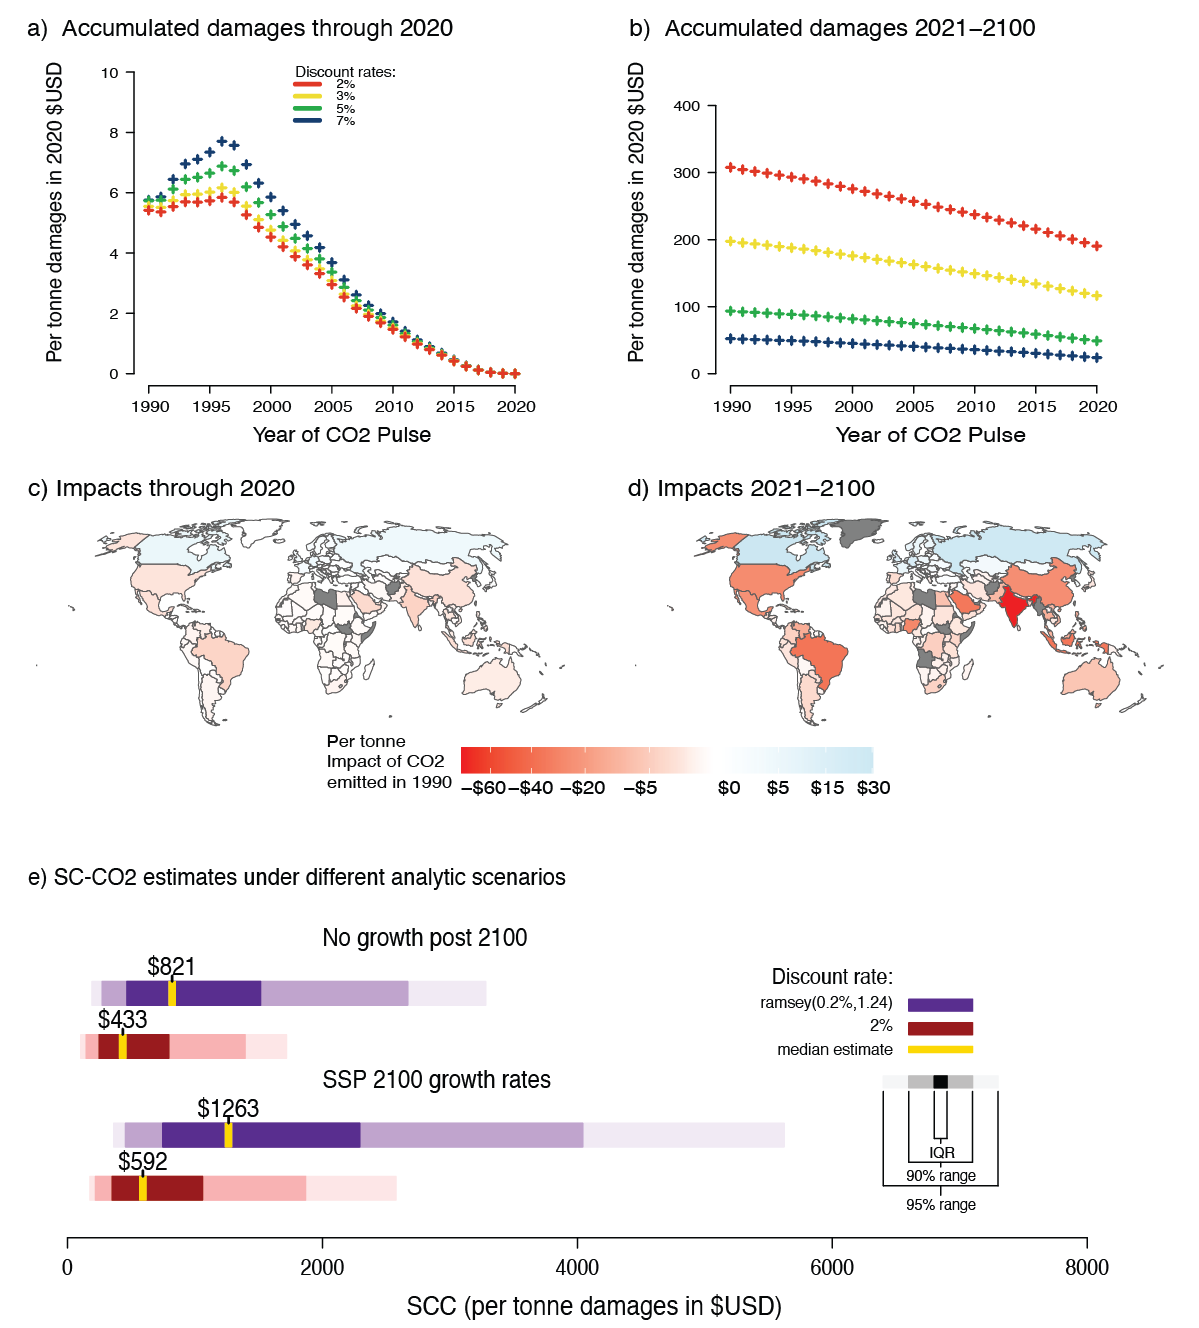 a) Accumulated damages through 2020
Per tonne damages in 2020 $USD
10
8
6
4
2
0
Discount rates:
2%
3%
5%
7%
1990 1995 2000 2005 2010 2015 2020
Year of CO2 Pulse
b) Accumulated damages 2021–2100
Per tonne damages in 2020 $USD
400
300
200
100
0
1990 1995 2000 2005 2010 2015 2020
Year of CO2 Pulse
c) Impacts through 2020
d) Impacts 2021–2100
Per tonne
Impact of CO2
emitted in 1990
–$60 –$40 –$20 –$5 $0 $5 $15 $30
e) SC-CO2 estimates under different analytic scenarios
No growth post 2100
$821
$433
SSP 2100 growth rates
$1263
$592
Discount rate:
ramsey(0.2%,1.24)
2%
median estimate
IQR
90% range
95% range
0 2000 4000 6000 8000
SCC (per tonne damages in $USD)